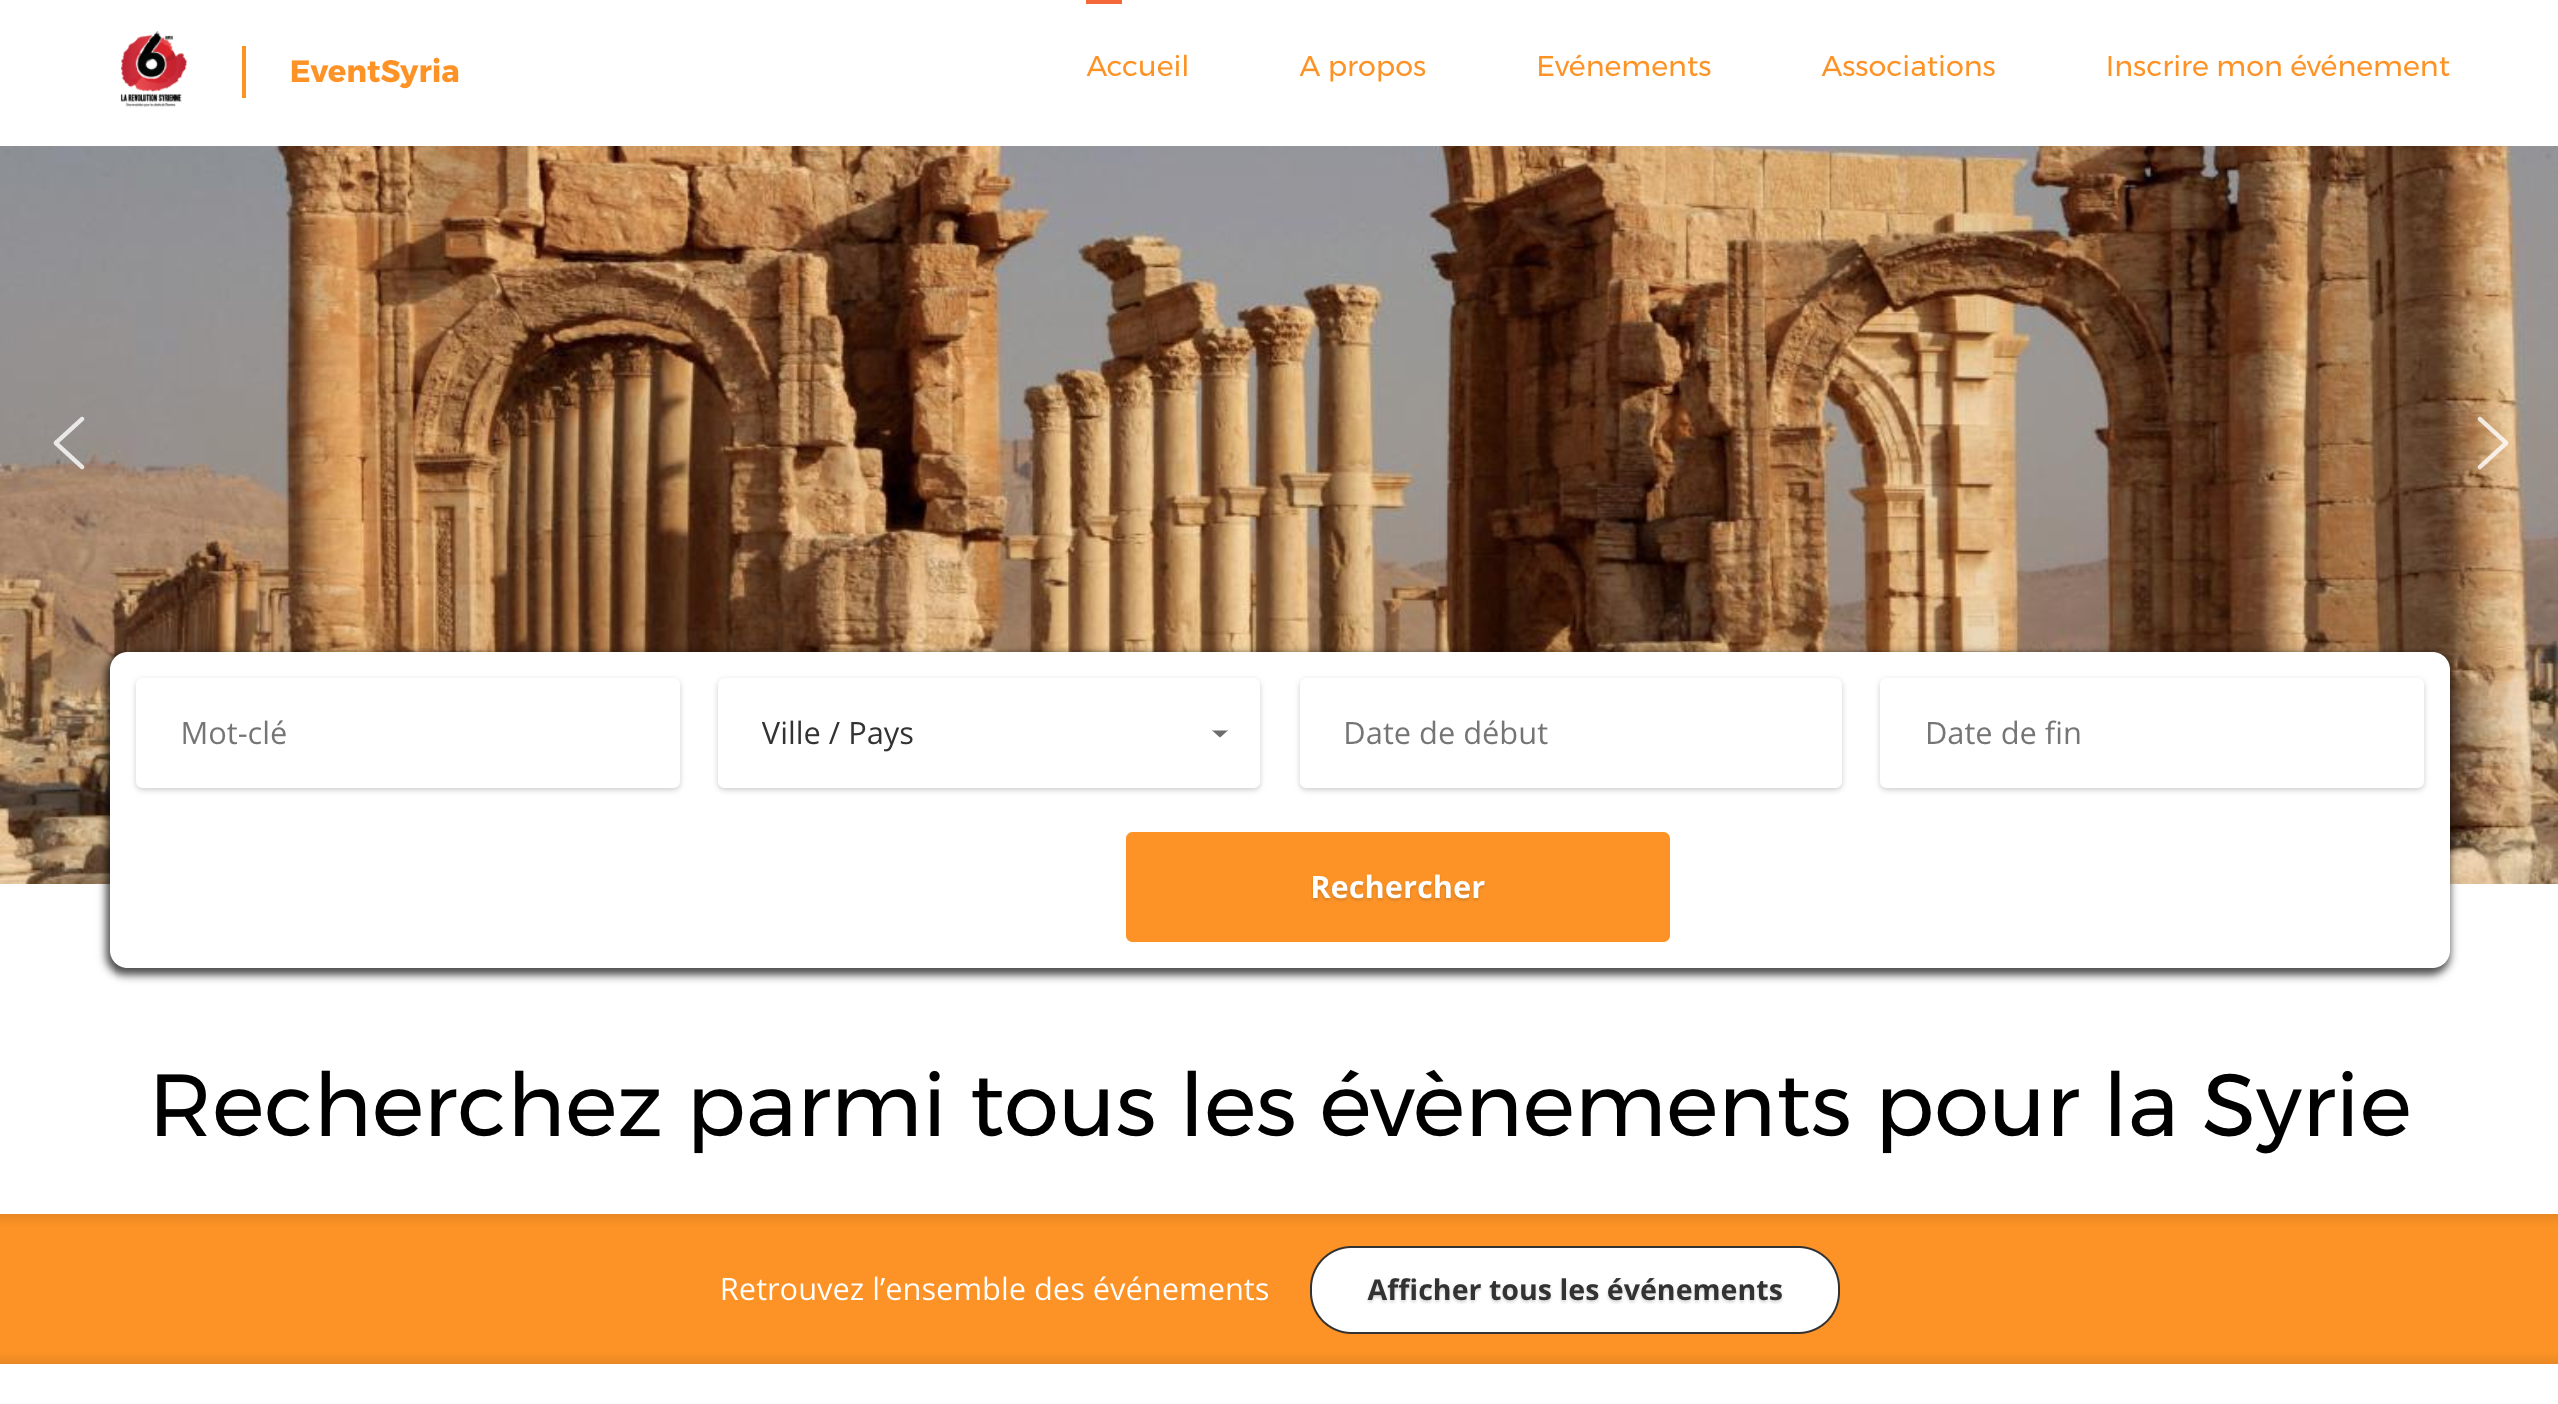 6
LA REVOLUTION SYRIENNE
EventSyria
Accueil
A propos
Evénements
Associations
Inscrire mon événement
Mot-clé
Ville / Pays
Date de début
Date de fin
Rechercher
Recherchez parmi tous les évènements pour la Syrie
Retrouvez l’ensemble des événements
Afficher tous les événements